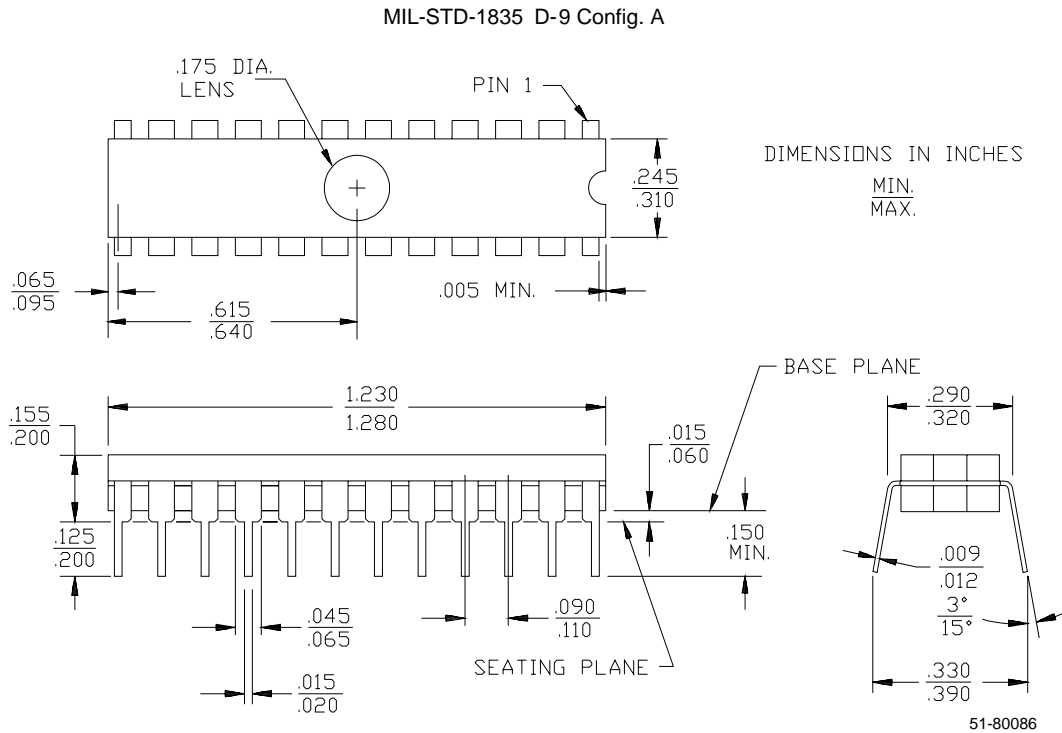 MIL-STD-1835 D-9 Config. A
.175 DIA.
LENS
PIN 1
DIMENSIONS IN INCHES
MIN.
MAX.
.245
.310
.065
.095
.005 MIN.
.615
.640
BASE PLANE
1.230
1.280
.290
.320
.155
.200
.015
.060
.125
.200
.150
MIN.
.009
.012
.045
.065
.090
.110
3°
15°
SEATING PLANE
.015
.020
.330
.390
51-80086